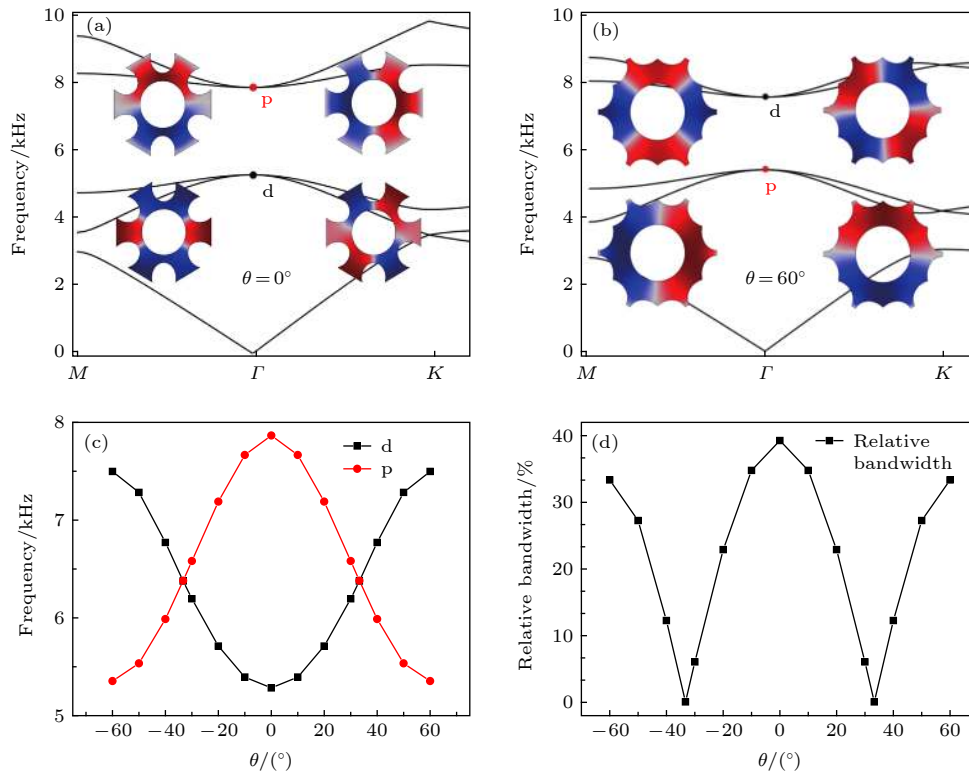 (a)
10
8
6
4
2
0
Frequency/kHz
p
d
θ=0°
M
Γ
K
(b)
10
8
6
4
2
0
Frequency/kHz
d
p
θ=60°
M
Γ
K
(c)
8
7
6
5
Frequency/kHz
d
p
−60 −40 −20 0 20 40 60
θ/(°)
(d)
40
30
20
10
0
Relative bandwidth/%
Relative
bandwidth
−60 −40 −20 0 20 40 60
θ/(°)